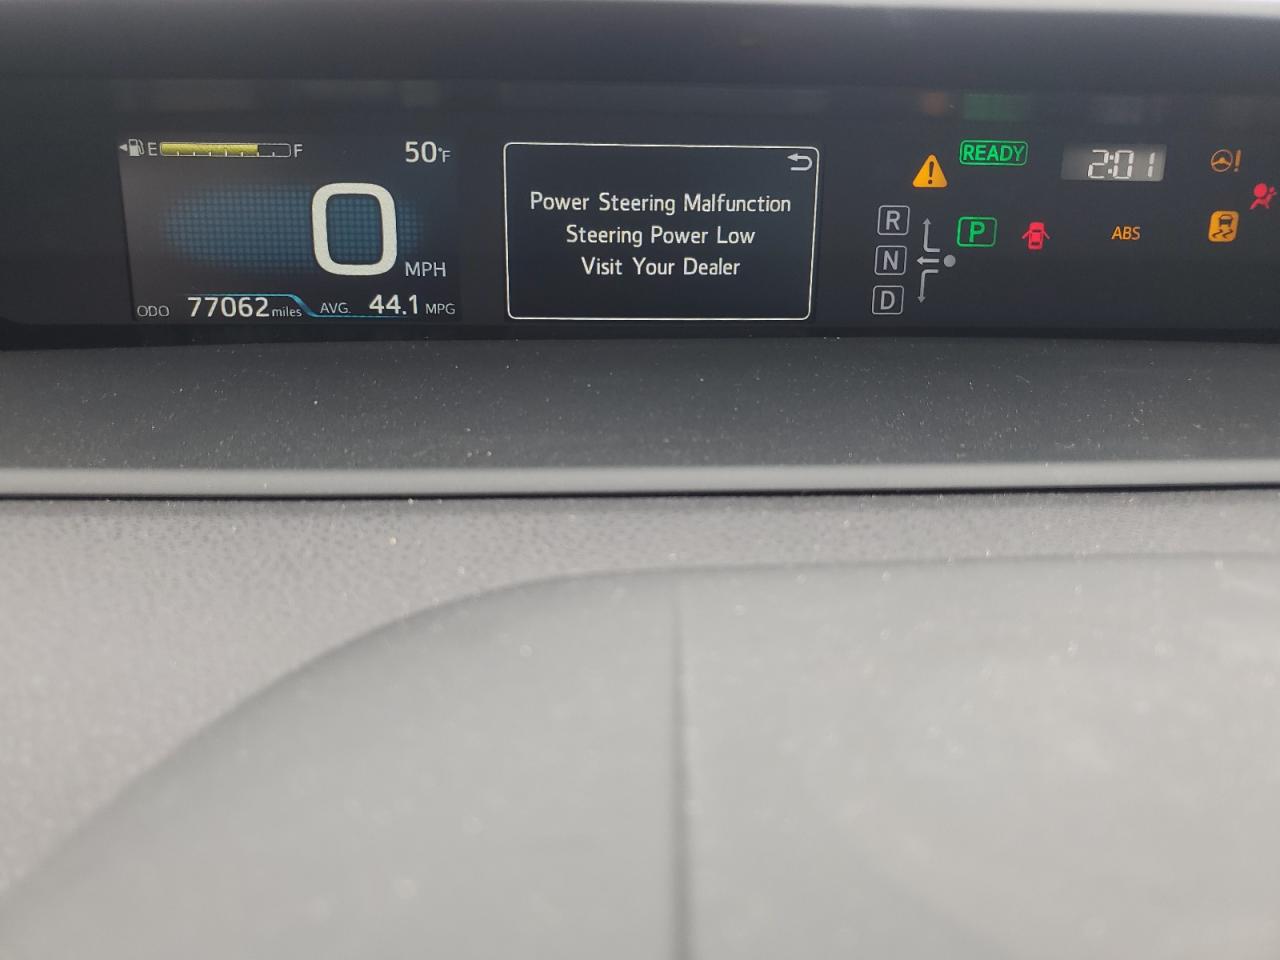 E F 50°F
0 MPH
ODO 77062 miles AVG. 44.1 MPG
Power Steering Malfunction
Steering Power Low
Visit Your Dealer
READY
2:01
!
R
P
ABS
N
D